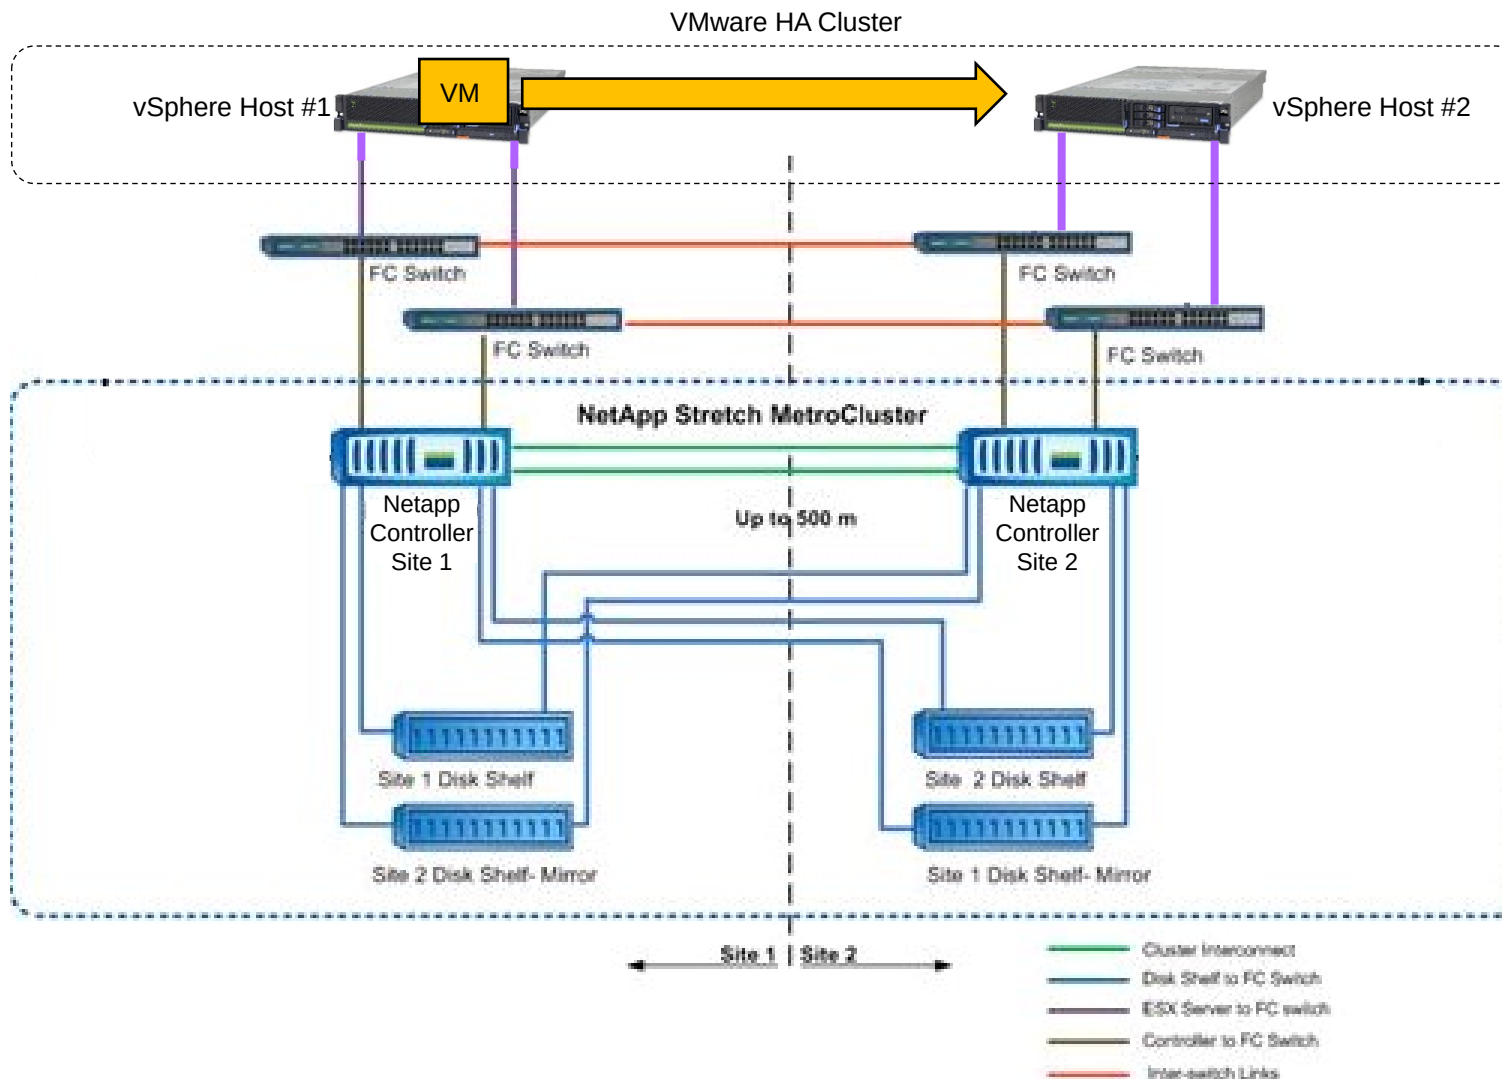 VMware HA Cluster
VM
vSphere Host #1
vSphere Host #2
FC Switch
FC Switch
FC Switch
FC Switch
NetApp Stretch MetroCluster
Netapp
Controller
Site 1
Up to 500 m
Netapp
Controller
Site 2
Site 1 Disk Shelf
Site 2 Disk Shelf
Site 2 Disk Shelf- Mirror
Site 1 Disk Shelf- Mirror
Site 1
Site 2
Cluster Interconnect
Disk Shelf to FC Switch
ESX Server to FC switch
Controller to FC Switch
Inter-switch Links